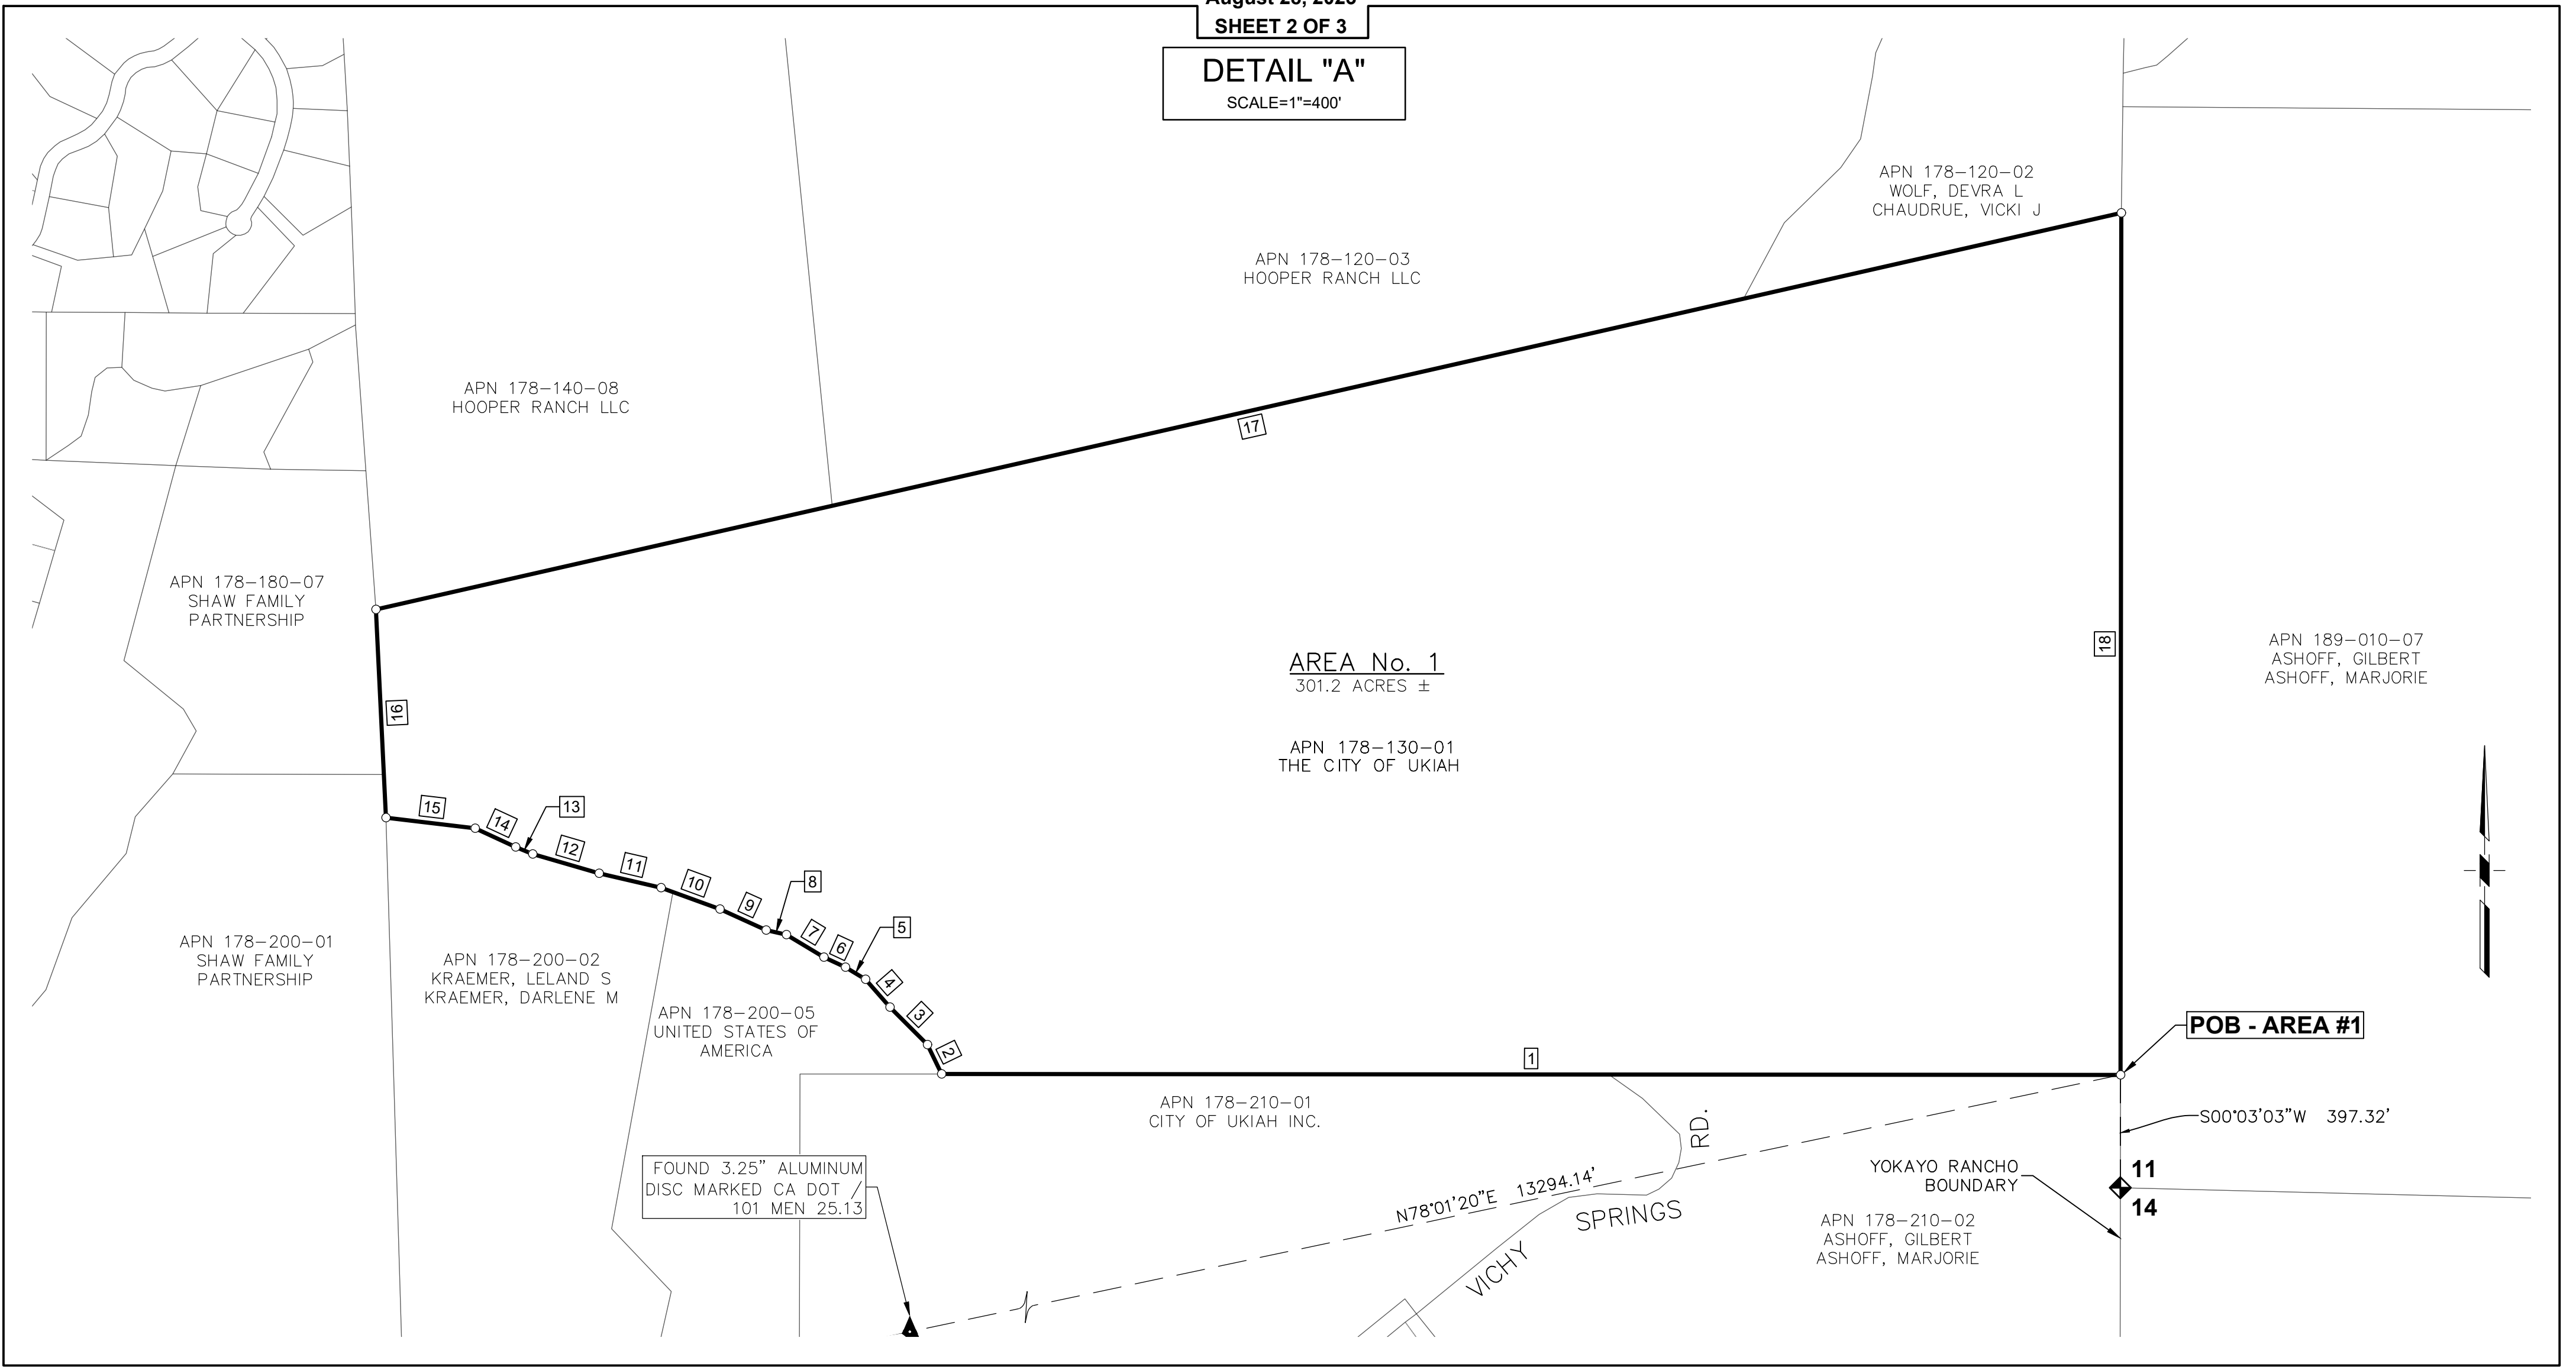 SHEET 2 OF 3
DETAIL "A"
SCALE=1"=400'
APN 178-120-02
WOLF, DEVRA L
CHAUDRUE, VICKI J
APN 178-120-03
HOOPER RANCH LLC
APN 178-140-08
HOOPER RANCH LLC
17
APN 178-180-07
SHAW FAMILY
PARTNERSHIP
18
APN 189-010-07
ASHOFF, GILBERT
ASHOFF, MARJORIE
AREA No. 1
301.2 ACRES ±
16
APN 178-130-01
THE CITY OF UKIAH
15
14
13
12
11
10
9
8
7
6
5
4
3
2
1
APN 178-200-01
SHAW FAMILY
PARTNERSHIP
APN 178-200-02
KRAEMER, LELAND S
KRAEMER, DARLENE M
APN 178-200-05
UNITED STATES OF
AMERICA
POB - AREA #1
APN 178-210-01
CITY OF UKIAH INC.
S00°03'03"W 397.32'
FOUND 3.25" ALUMINUM
DISC MARKED CA DOT /
101 MEN 25.13
N78°01'20"E 13294.14'
VICHY
SPRINGS
RD.
YOKAYO RANCHO
BOUNDARY
11
14
APN 178-210-02
ASHOFF, GILBERT
ASHOFF, MARJORIE